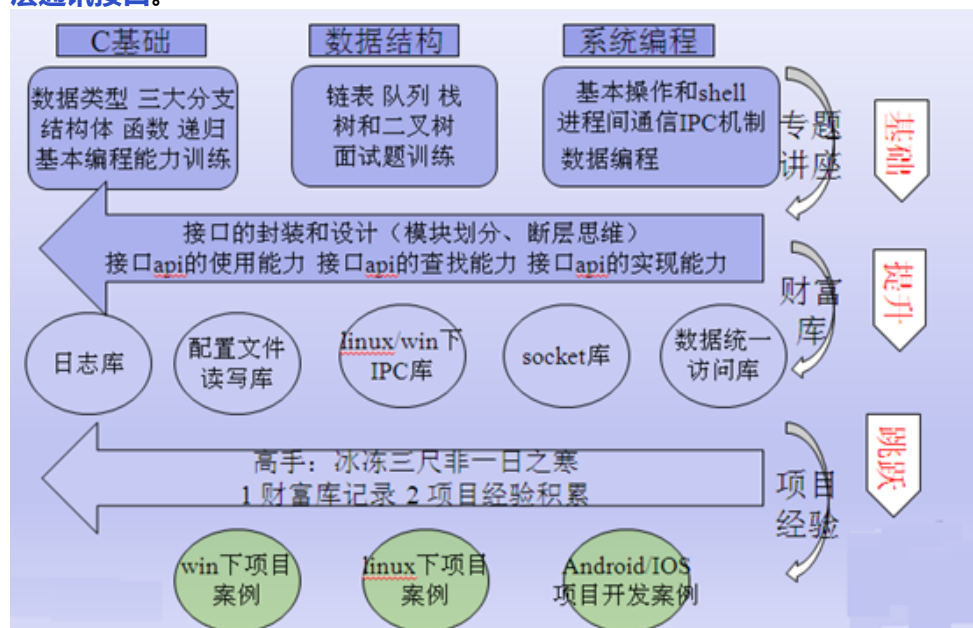 层通讯接口。
C基础
数据结构
系统编程
数据类型 三大分支
结构体 函数 递归
基本编程能力训练
链表 队列 栈
树和二叉树
面试题训练
基本操作和shell
进程间通信IPC机制
数据编程
专题
讲座
基础
接口的封装和设计（模块划分、断层思维）
接口api的使用能力 接口api的查找能力 接口api的实现能力
财富
库
提升
日志库
配置文件
读写库
linux/win下
IPC库
socket库
数据统一
访问库
高手：冰冻三尺非一日之寒
1 财富库记录 2 项目经验积累
项目
经验
跳跃
win下项目
案例
linux下项目
案例
Android/IOS
项目开发案例